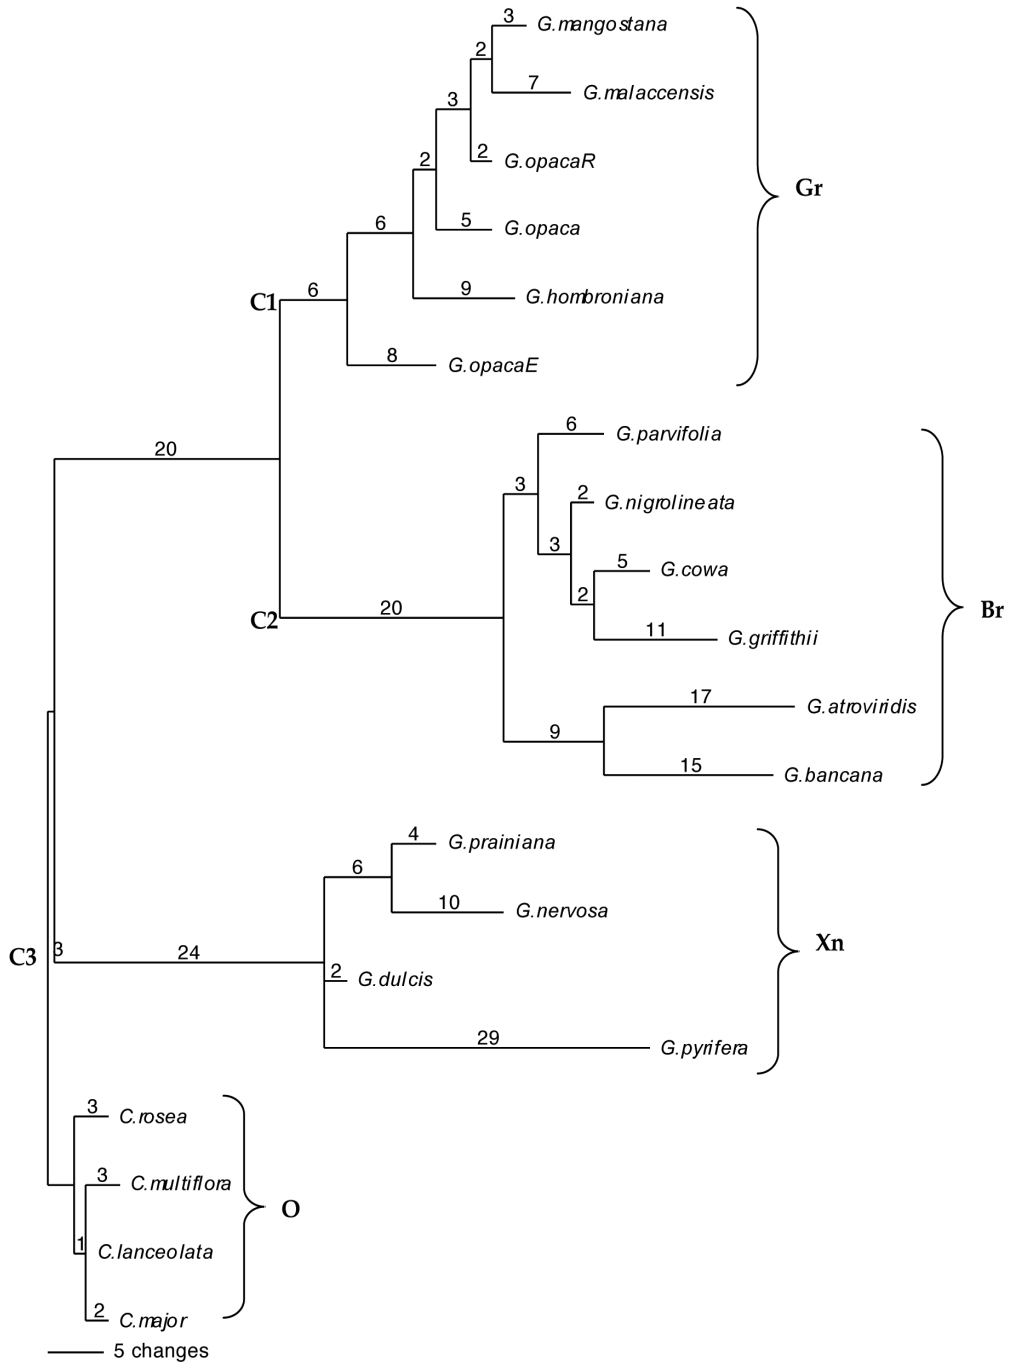 3 G.mangostana
2
7 G.malaccensis
3
2 G.opacaR
2
Gr
5 G.opaca
6
9 G.hombroniana
6
C1
8 G.opacaE
6 G.parvifolia
20
3
2 G.nigrolineata
3
5 G.cowa
2
20
C2
Br
11 G.griffithii
17 G.atroviridis
9
15 G.bancana
4 G.prainiana
6
10 G.nervosa
Xn
C3
3
24
2 G.dulcis
29 G.pyrifera
3 C.rosea
3 C.multiflora
O
1 C.lanceolata
2 C.major
5 changes